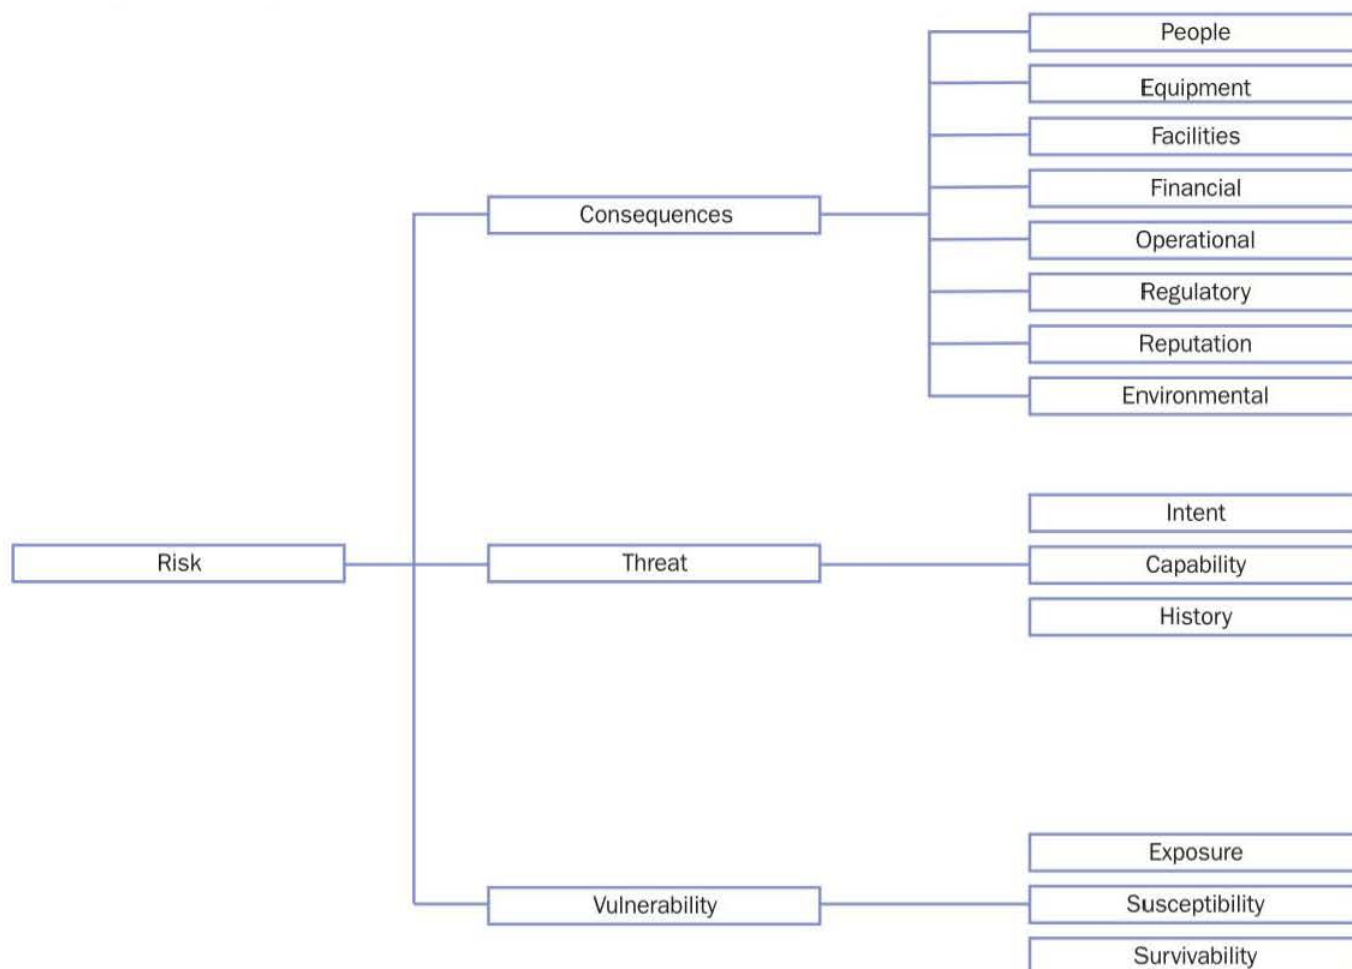 People
Equipment
Facilities
Financial
Consequences
Operational
Regulatory
Reputation
Environmental
Intent
Risk
Threat
Capability
History
Exposure
Vulnerability
Susceptibility
Survivability